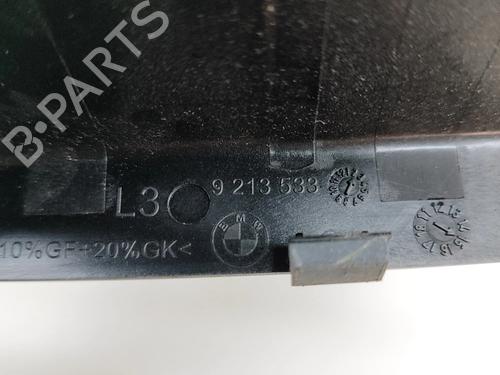 B-PARTS
L3
9 213 533
BMW
10%GF+20%GK<